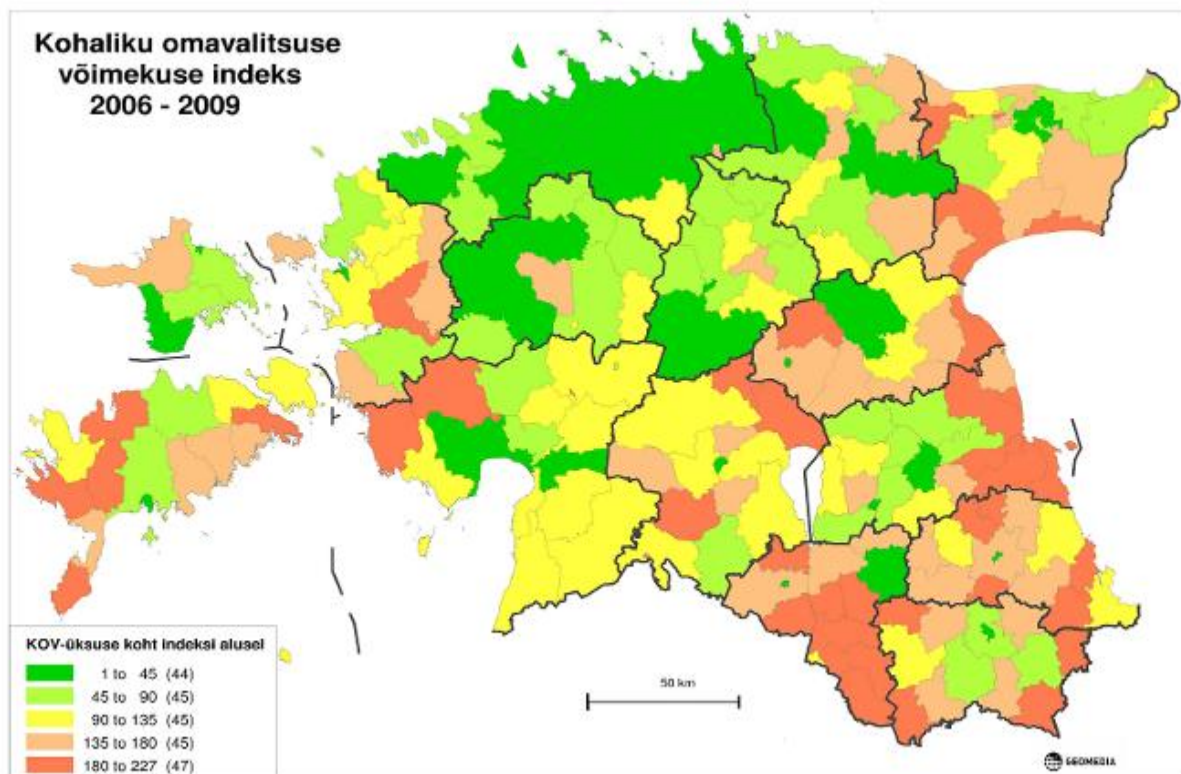 Kohaliku omavalitsuse
võimekuse indeks
2006 - 2009
50 km
KOV-üksuse koht indeksi alusel
1 to 45 (44)
45 to 90 (45)
90 to 135 (45)
135 to 180 (45)
180 to 227 (47)
GEOMEDIA